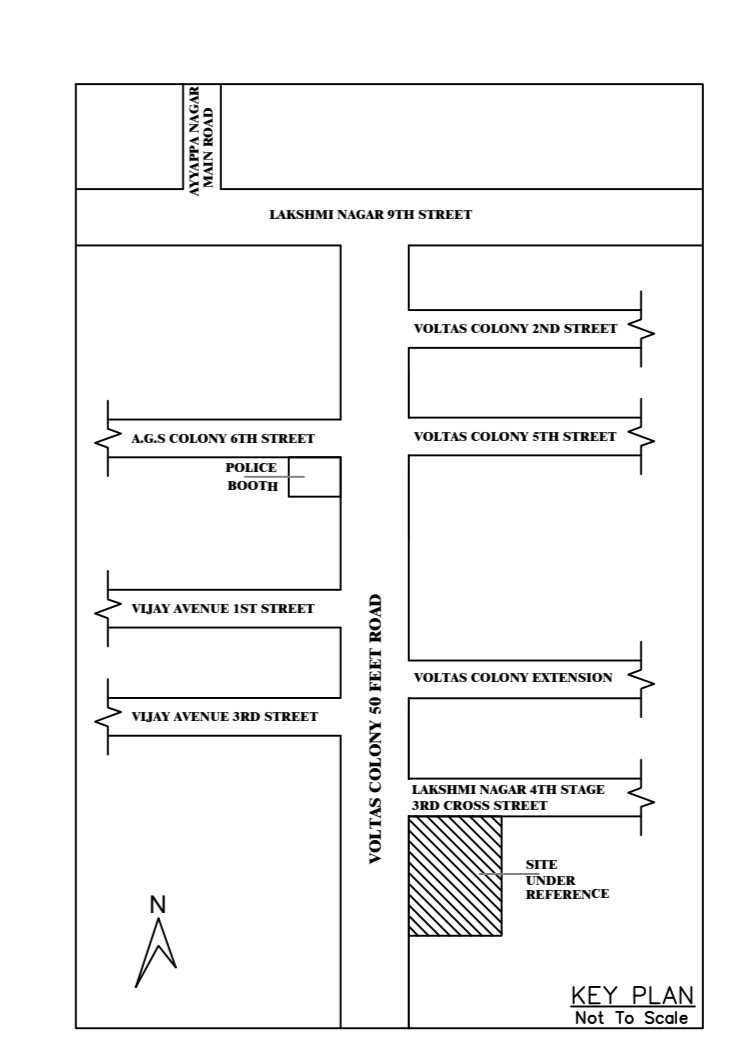 AYYAPPA NAGAR
MAIN ROAD
LAKSHMI NAGAR 9TH STREET
VOLTAS COLONY 2ND STREET
A.G.S COLONY 6TH STREET
VOLTAS COLONY 5TH STREET
POLICE
BOOTH
VIJAY AVENUE 1ST STREET
VOLTAS COLONY 50 FEET ROAD
VOLTAS COLONY EXTENSION
VIJAY AVENUE 3RD STREET
LAKSHMI NAGAR 4TH STAGE
3RD CROSS STREET
SITE
UNDER
REFERENCE
N
KEY PLAN
Not To Scale